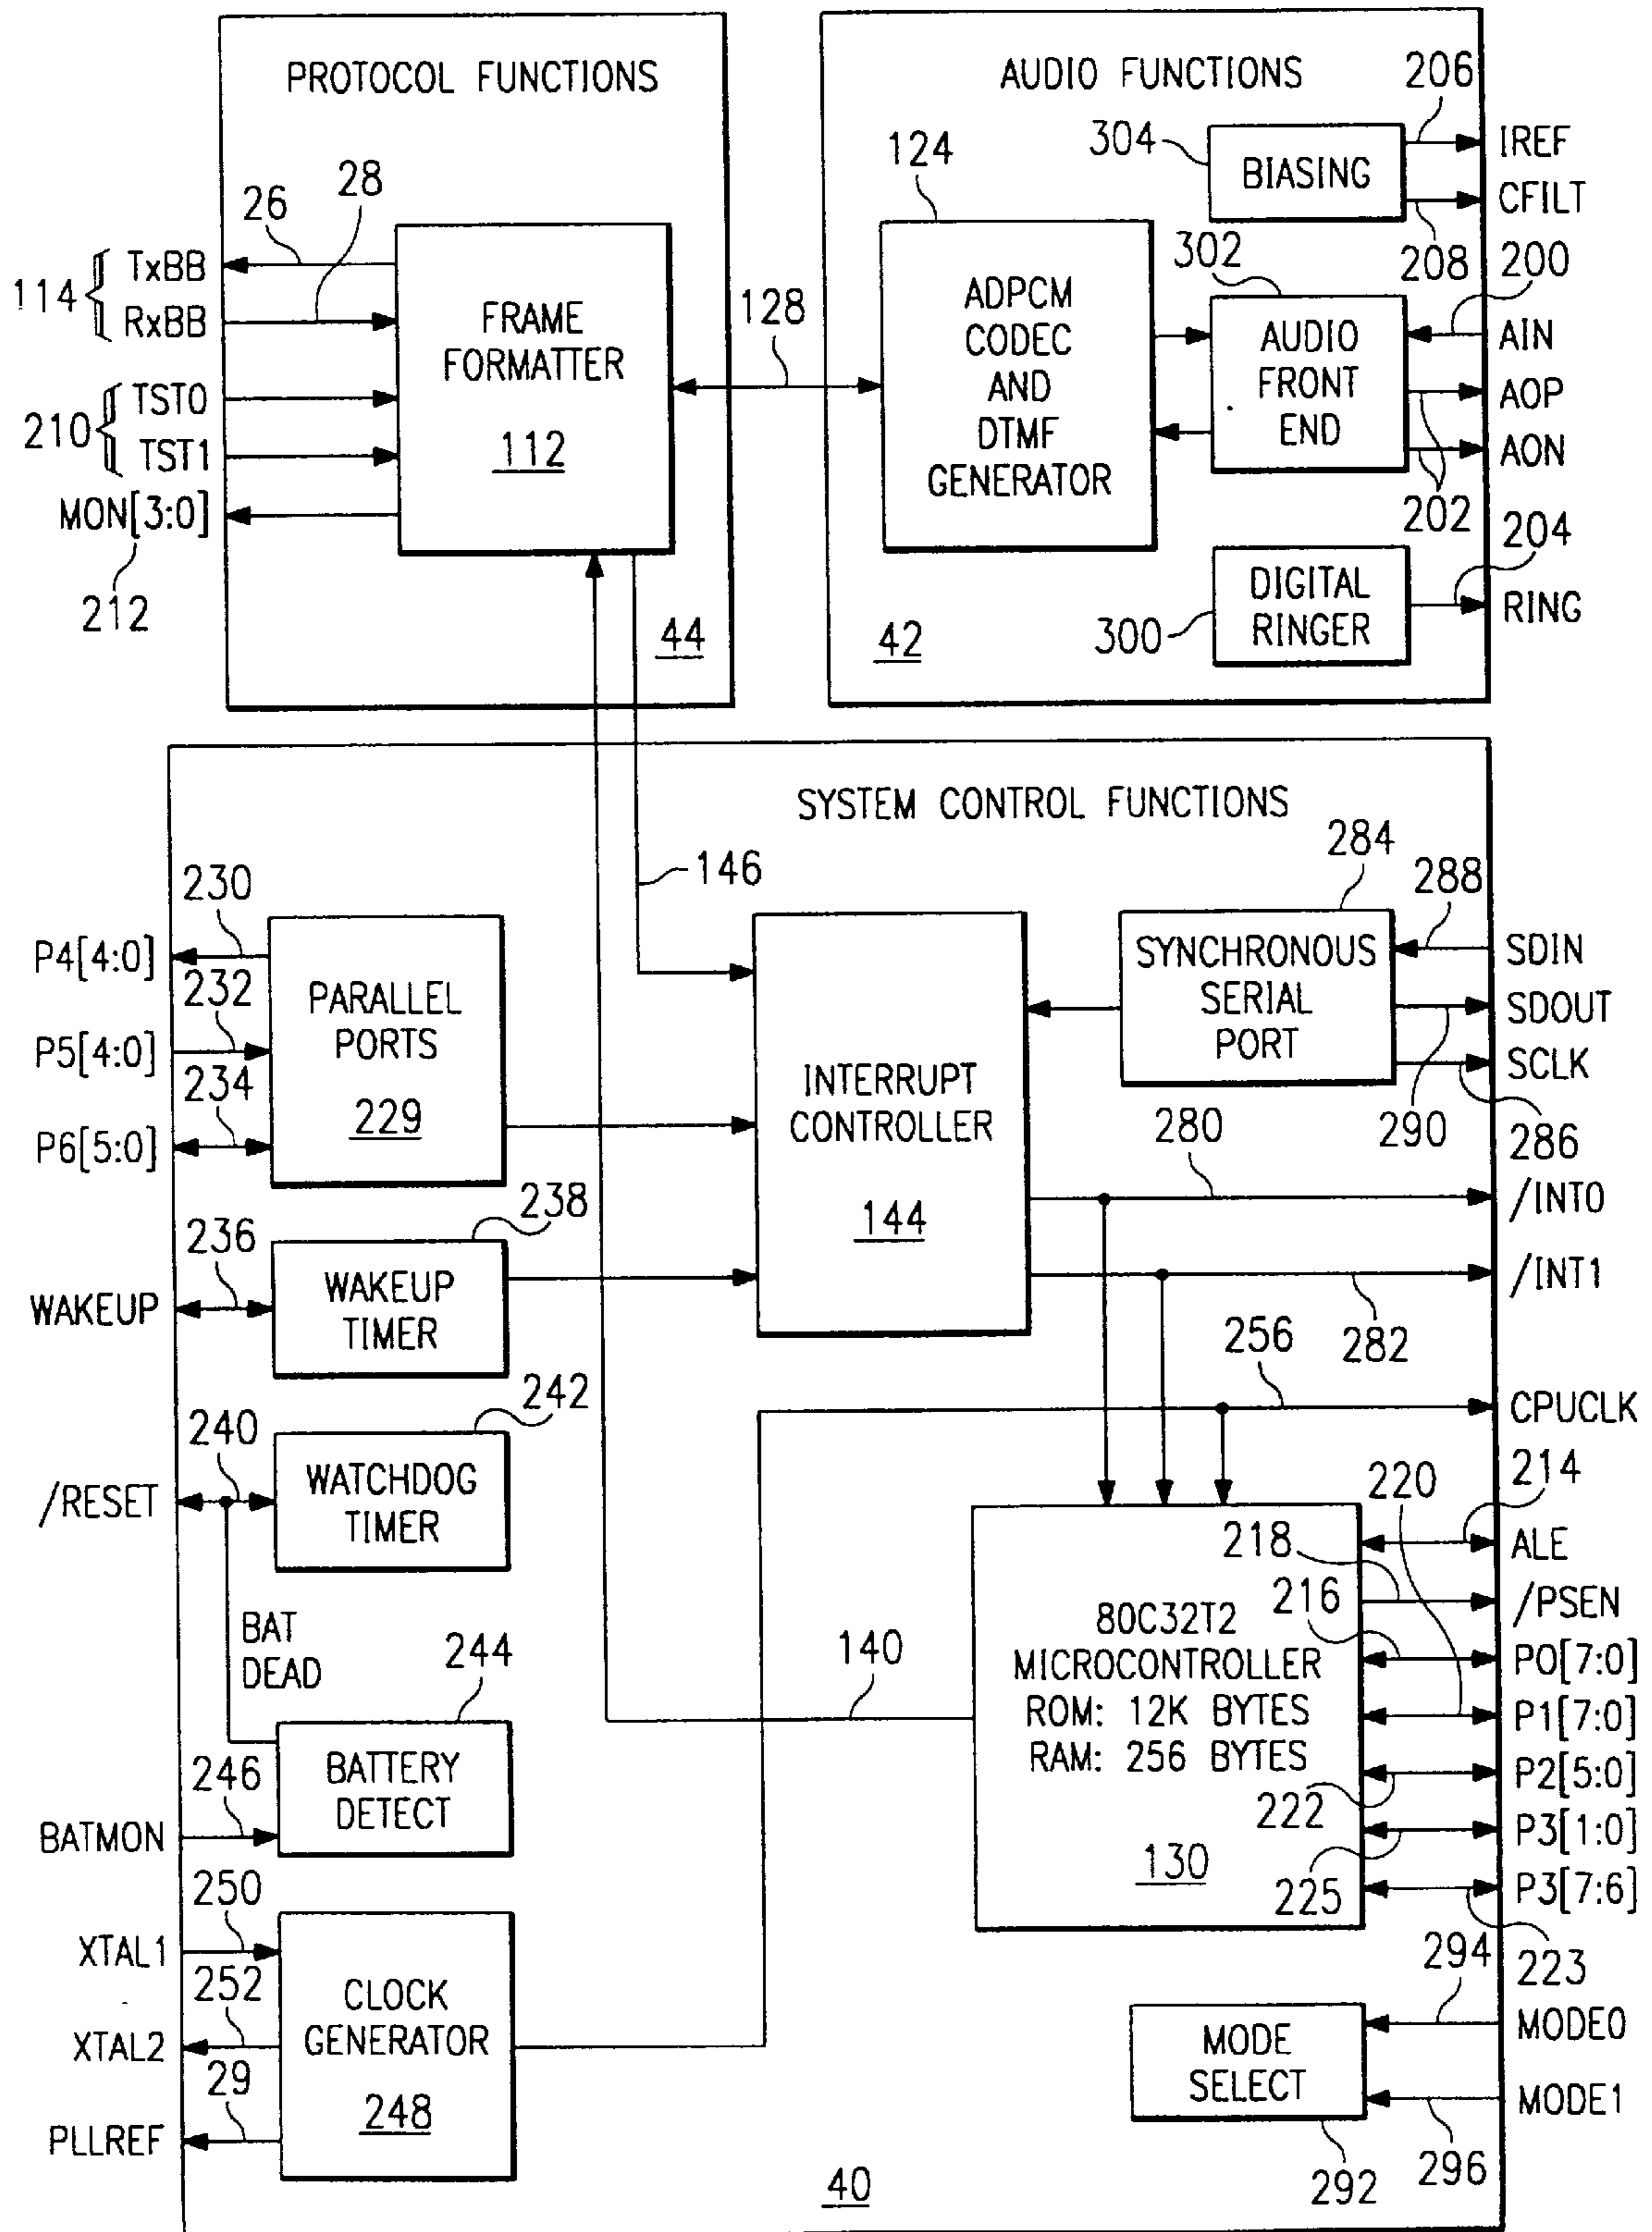 PROTOCOL FUNCTIONS
26
28
114
TxBB
RxBB
210
TST0
TST1
MON[3:0]
212
FRAME
FORMATTER
112
44
128
AUDIO FUNCTIONS
124
ADPCM
CODEC
AND
DTMF
GENERATOR
304
BIASING
206
IREF
CFILT
208
302
200
AUDIO
FRONT
END
AIN
AOP
AON
202
204
300
DIGITAL
RINGER
RING
42
SYSTEM CONTROL FUNCTIONS
146
230
P4[4:0]
232
P5[4:0]
234
P6[5:0]
PARALLEL
PORTS
229
238
236
WAKEUP
WAKEUP
TIMER
242
240
/RESET
WATCHDOG
TIMER
BAT
DEAD
244
246
BATMON
BATTERY
DETECT
250
XTAL1
252
XTAL2
29
PLLREF
CLOCK
GENERATOR
248
INTERRUPT
CONTROLLER
144
284
288
SYNCHRONOUS
SERIAL
PORT
SDIN
SDOUT
SCLK
290
286
280
/INT0
/INT1
282
256
CPUCLK
140
220
214
218
ALE
216
/PSEN
80C32T2
MICROCONTROLLER
ROM: 12K BYTES
RAM: 256 BYTES
130
P0[7:0]
P1[7:0]
P2[5:0]
222
P3[1:0]
225
P3[7:6]
223
294
MODE0
MODE
SELECT
MODE1
296
292
40